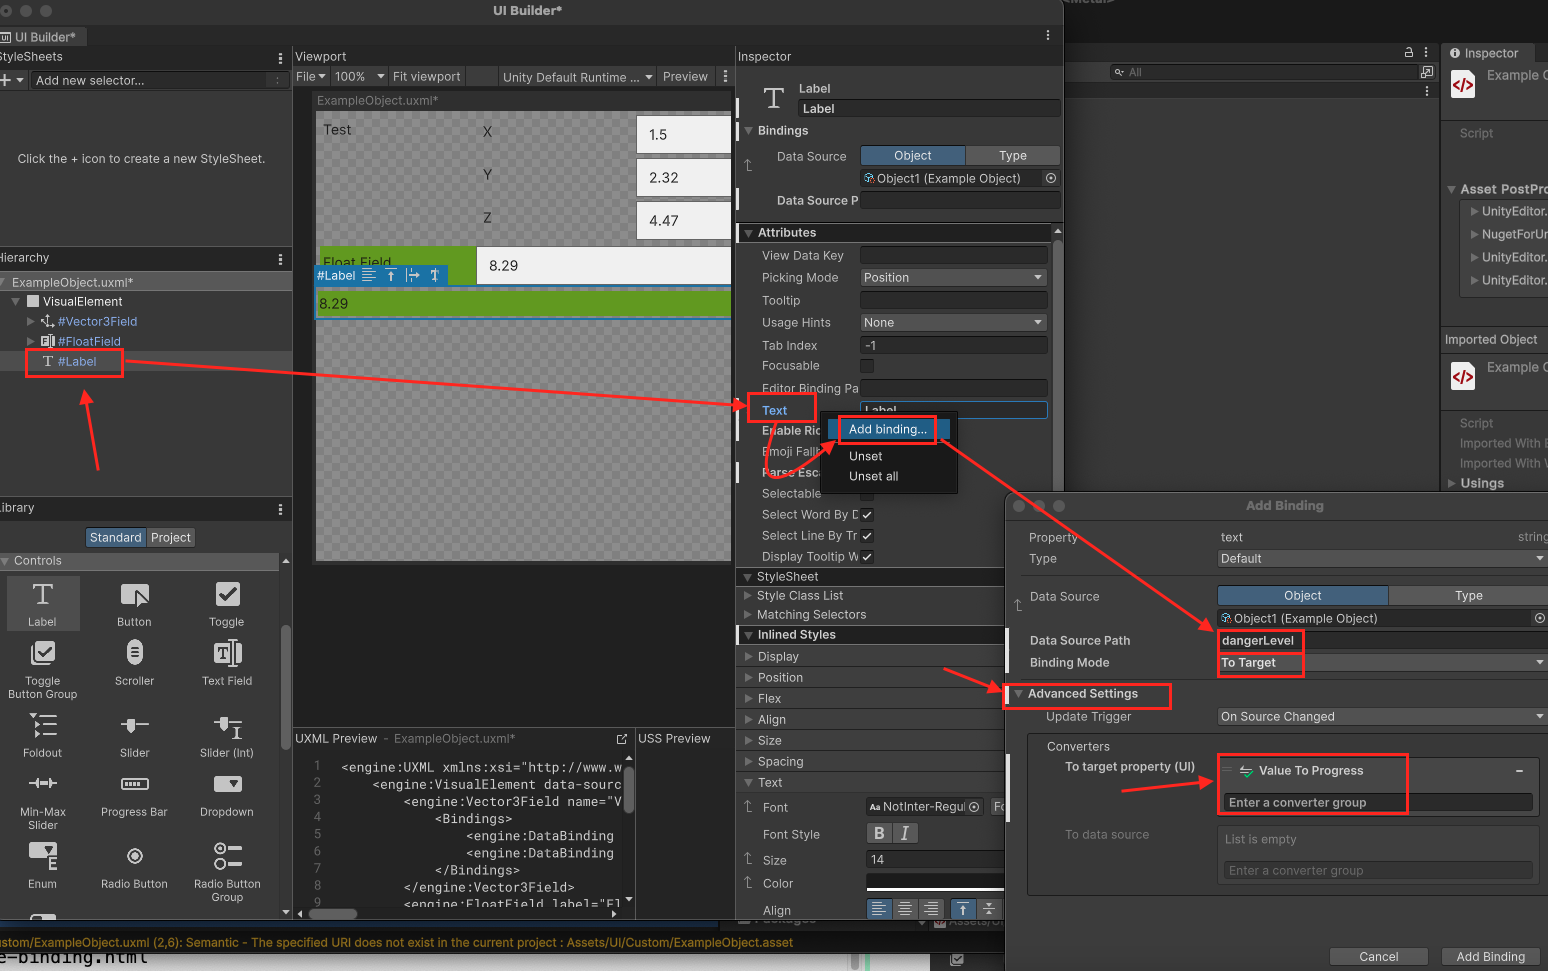 UI Builder*
UI Builder*
StyleSheets
Add new selector...
Click the + icon to create a new StyleSheet.
Hierarchy
ExampleObject.uxml*
VisualElement
#Vector3Field
#FloatField
#Label
Library
Standard
Project
Controls
Label
Button
Toggle
Toggle
Button Group
Scroller
Text Field
Foldout
Slider
Slider (Int)
Min-Max
Slider
Progress Bar
Dropdown
Enum
Radio Button
Radio Button
Group
Viewport
File
100%
Fit viewport
Unity Default Runtime ...
Preview
ExampleObject.uxml*
Test
X
1.5
Y
2.32
Z
4.47
Float Field
8.29
#Label
8.29
UXML Preview - ExampleObject.uxml*
USS Preview
1 <engine:UXML xmlns:xsi="http://www.w
2 <engine:VisualElement data-sourc
3 <engine:Vector3Field name="V
4 <Bindings>
5 <engine:DataBinding
6 <engine:DataBinding
7 </Bindings>
8 </engine:Vector3Field>
9 <engine:FloatField label="Fl
Inspector
Label
Label
Bindings
Data Source
Object
Type
Object1 (Example Object)
Data Source P
Attributes
View Data Key
Picking Mode
Position
Tooltip
Usage Hints
None
Tab Index
-1
Focusable
Editor Binding Pa
Text
Label
Enable Ric
Emoji Fallb
Parse Esca
Selectable
Add binding...
Unset
Unset all
Select Word By D
Select Line By Tr
Display Tooltip W
StyleSheet
Style Class List
Matching Selectors
Inlined Styles
Display
Position
Flex
Align
Size
Spacing
Text
Font
Aa NotInter-Regul
Fo
Font Style
B
I
Size
14
Color
Align
All
Inspector
Example O
Script
Asset PostPro
UnityEditor.
NugetForUn
UnityEditor.
UnityEditor.
Imported Object
Example O
Script
Imported With E
Imported With V
Usings
Add Binding
Property
text
string
Type
Default
Data Source
Object
Type
Object1 (Example Object)
Data Source Path
dangerLevel
Binding Mode
To Target
Advanced Settings
Update Trigger
On Source Changed
Converters
To target property (UI)
Value To Progress
Enter a converter group
To data source
List is empty
Enter a converter group
Cancel
Add Binding
ustom/ExampleObject.uxml (2,6): Semantic - The specified URI does not exist in the current project : Assets/UI/Custom/ExampleObject.asset
e-binding.html